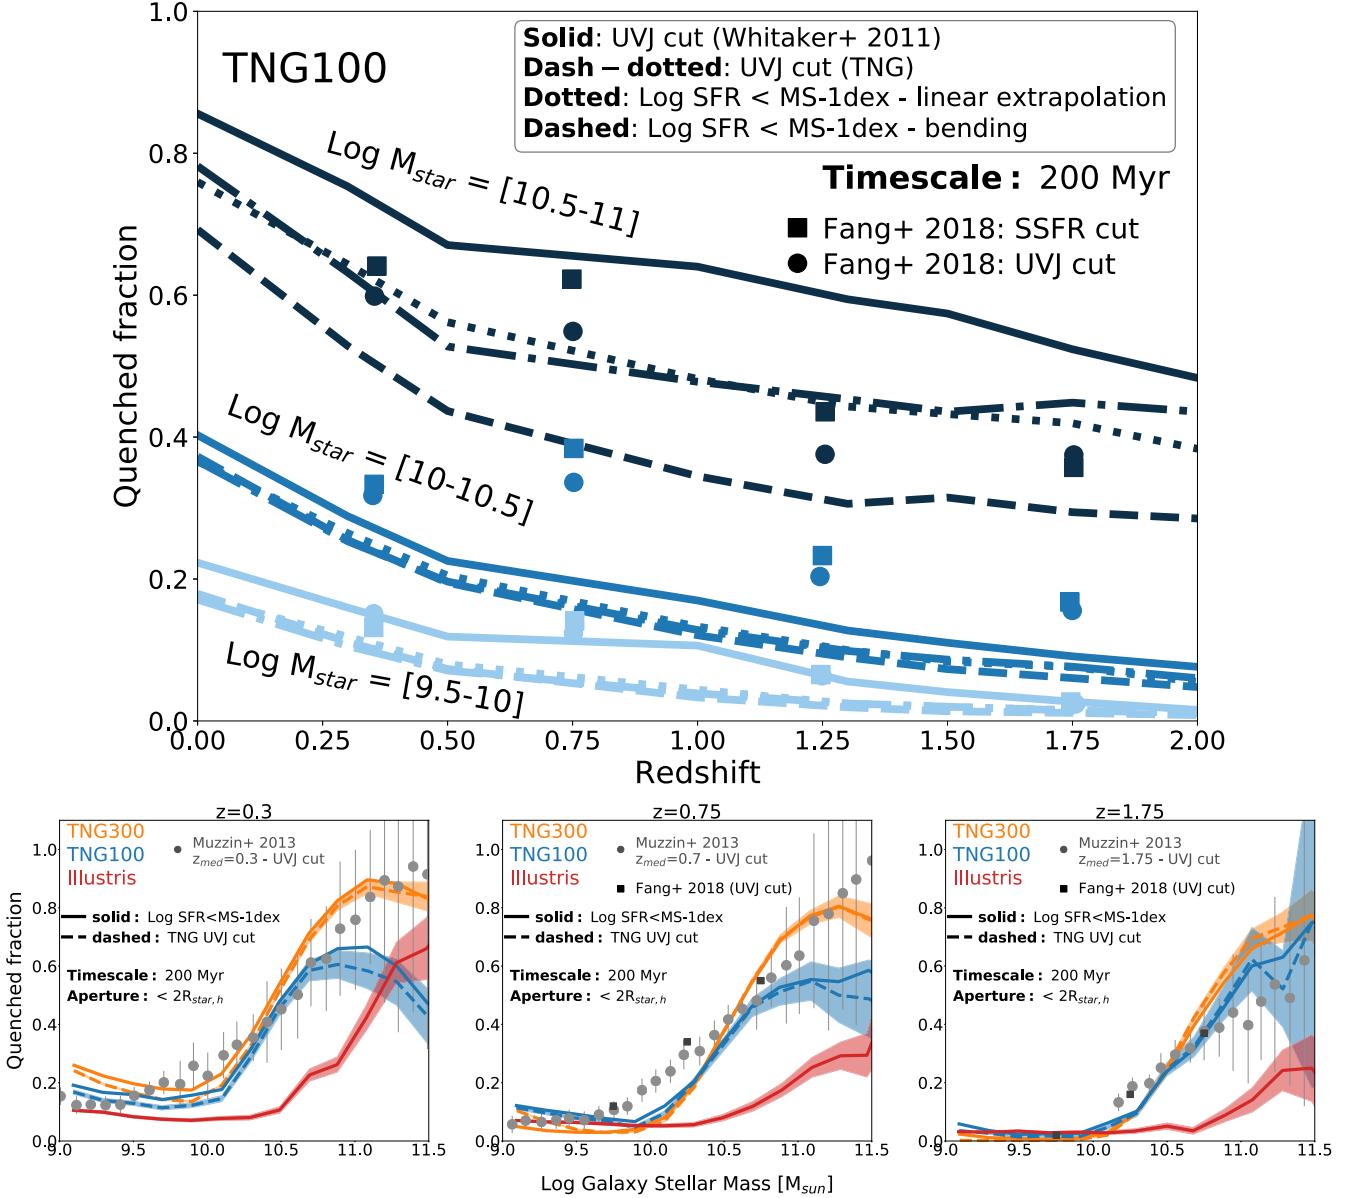 TNG100
Solid: UVJ cut (Whitaker+ 2011)
Dash − dotted: UVJ cut (TNG)
Dotted: Log SFR < MS-1dex - linear extrapolation
Dashed: Log SFR < MS-1dex - bending
Timescale: 200 Myr
Fang+ 2018: SSFR cut
Fang+ 2018: UVJ cut
Log M_star = [10.5-11]
Log M_star = [10-10.5]
Log M_star = [9.5-10]
Quenched fraction
1.0
0.8
0.6
0.4
0.2
0.0
0.00 0.25 0.50 0.75 1.00 1.25 1.50 1.75 2.00
Redshift
z=0.3
TNG300
TNG100
Illustris
Muzzin+ 2013
z_med=0.3 - UVJ cut
solid: Log SFR<MS-1dex
dashed: TNG UVJ cut
Timescale: 200 Myr
Aperture: < 2R_star,h
Quenched fraction
1.0
0.8
0.6
0.4
0.2
0.0
9.0 9.5 10.0 10.5 11.0 11.5
z=0.75
TNG300
TNG100
Illustris
Muzzin+ 2013
z_med=0.7 - UVJ cut
Fang+ 2018 (UVJ cut)
solid: Log SFR<MS-1dex
dashed: TNG UVJ cut
Timescale: 200 Myr
Aperture: < 2R_star,h
1.0
0.8
0.6
0.4
0.2
0.0
9.0 9.5 10.0 10.5 11.0 11.5
z=1.75
TNG300
TNG100
Illustris
Muzzin+ 2013
z_med=1.75 - UVJ cut
Fang+ 2018 (UVJ cut)
solid: Log SFR<MS-1dex
dashed: TNG UVJ cut
Timescale: 200 Myr
Aperture: < 2R_star,h
1.0
0.8
0.6
0.4
0.2
0.0
9.0 9.5 10.0 10.5 11.0 11.5
Log Galaxy Stellar Mass [M_sun]